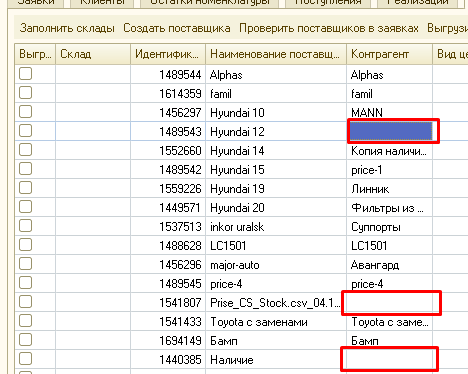 Заявки Клиенты Остатки номенклатуры Поступления Реализации
Заполнить склады Создать поставщика Проверить поставщиков в заявках Выгрузи
Выгр... Склад Идентифик... Наименование поставщ... Контрагент Вид це
1489544 Alphas Alphas
1614359 famil famil
1456297 Hyundai 10 MANN
1489543 Hyundai 12
1552660 Hyundai 14 Копия наличи...
1489542 Hyundai 15 price-1
1559226 Hyundai 19 Линник
1449571 Hyundai 20 Фильтры из ...
1537513 inkor uralsk Суппорты
1488628 LC1501 LC1501
1456296 major-auto Авангард
1489545 price-4 price-4
1541807 Prise_CS_Stock.csv_04.1...
1541433 Toyota с заменами Toyota с заме...
1694149 Бамп Бамп
1440385 Наличие